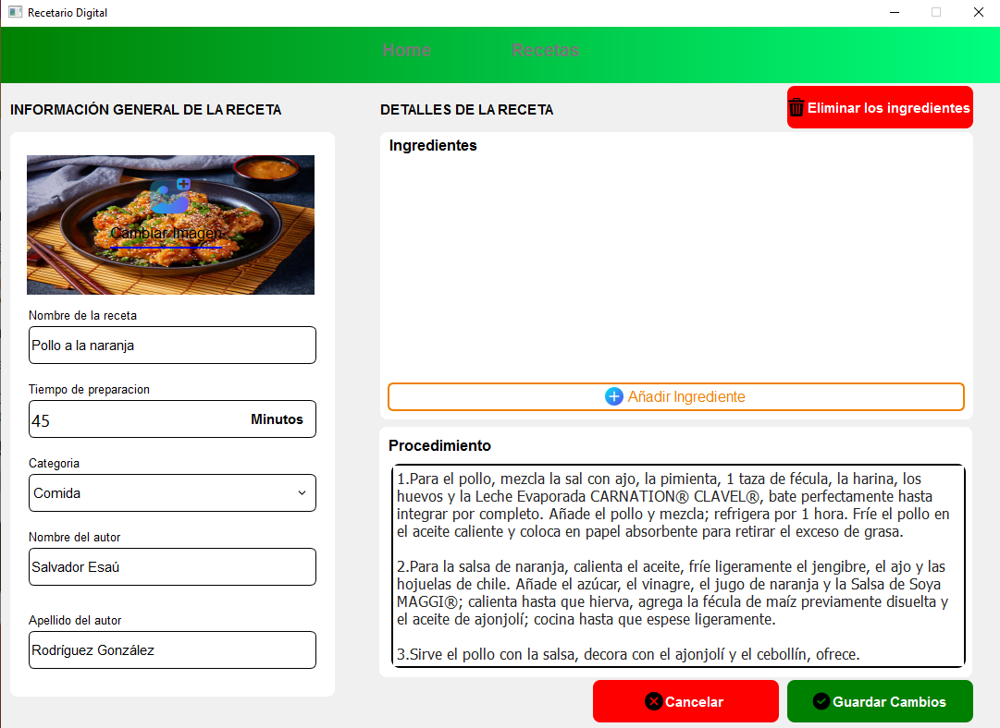 Recetario Digital
Home
Recetas
INFORMACIÓN GENERAL DE LA RECETA
DETALLES DE LA RECETA
Eliminar los ingredientes
Cambiar Imagen
Nombre de la receta
Pollo a la naranja
Tiempo de preparacion
45
Minutos
Categoria
Comida
Nombre del autor
Salvador Esaú
Apellido del autor
Rodríguez González
Ingredientes
Añadir Ingrediente
Procedimiento
1.Para el pollo, mezcla la sal con ajo, la pimienta, 1 taza de fécula, la harina, los
huevos y la Leche Evaporada CARNATION® CLAVEL®, bate perfectamente hasta
integrar por completo. Añade el pollo y mezcla; refrigera por 1 hora. Fríe el pollo en
el aceite caliente y coloca en papel absorbente para retirar el exceso de grasa.
2.Para la salsa de naranja, calienta el aceite, fríe ligeramente el jengibre, el ajo y las
hojuelas de chile. Añade el azúcar, el vinagre, el jugo de naranja y la Salsa de Soya
MAGGI®; calienta hasta que hierva, agrega la fécula de maíz previamente disuelta y
el aceite de ajonjolí; cocina hasta que espese ligeramente.
3.Sirve el pollo con la salsa, decora con el ajonjolí y el cebollín, ofrece.
Cancelar
Guardar Cambios